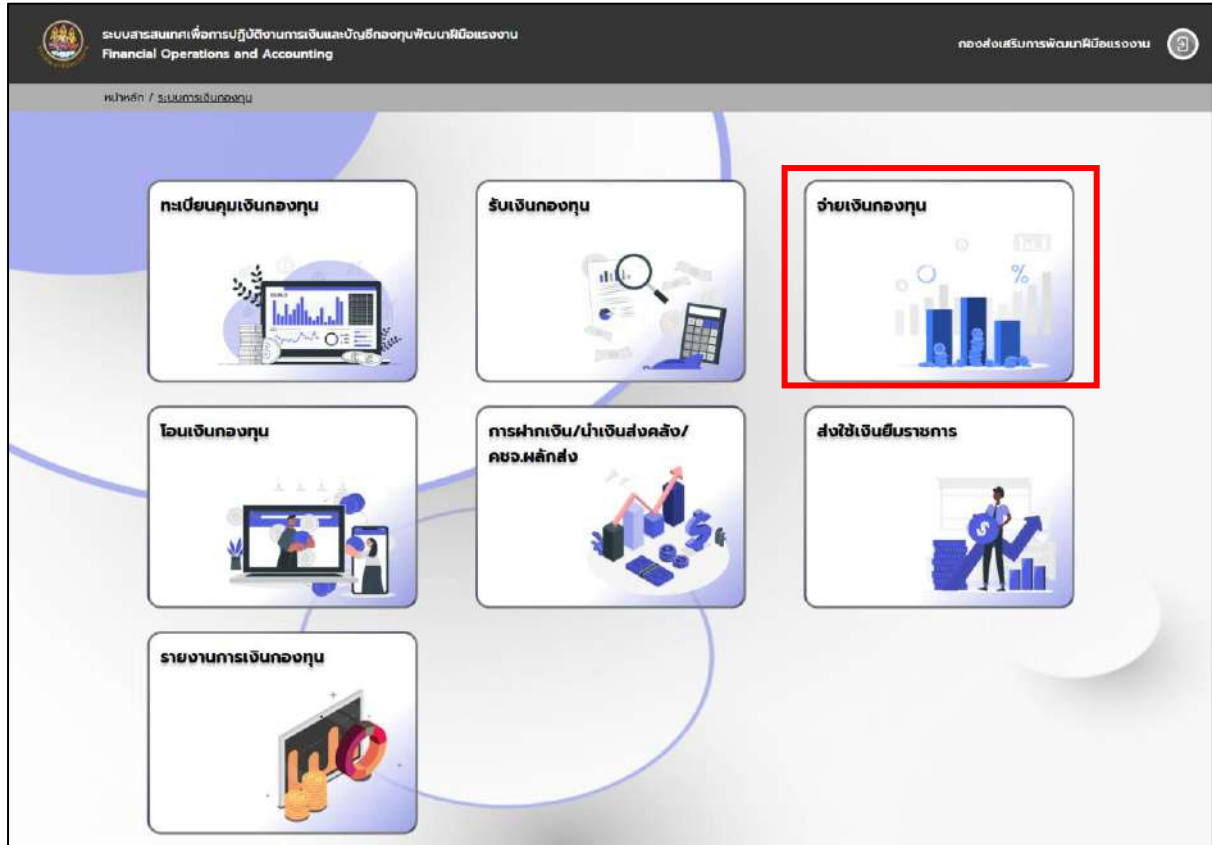 ระบบสารสนเทศเพื่อการปฏิบัติงานการเงินและบัญชีกองทุนพัฒนาฝีมือแรงงาน
Financial Operations and Accounting
กองส่งเสริมการพัฒนาฝีมือแรงงาน
หน้าหลัก / ระบบการเงินกองทุน
ทะเบียนคุมเงินกองทุน
รับเงินกองทุน
จ่ายเงินกองทุน
โอนเงินกองทุน
การฝากเงิน/นำเงินส่งคลัง/
คชจ.ผลักส่ง
ส่งใช้เงินยืมราชการ
รายงานการเงินกองทุน